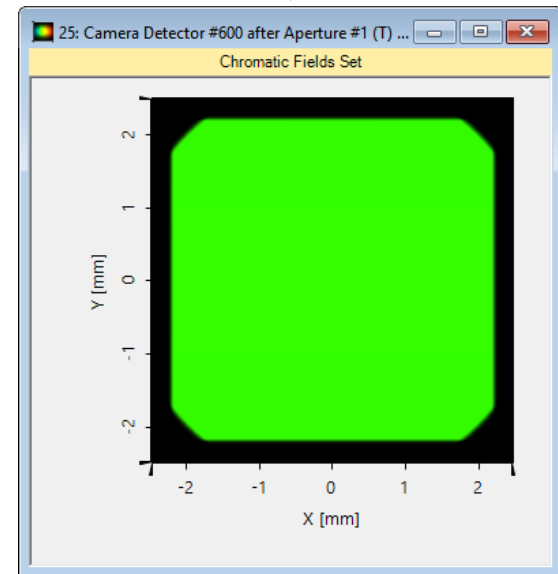 25: Camera Detector #600 after Aperture #1 (T) ...
Chromatic Fields Set
2
1
0
-1
-2
Y [mm]
-2 -1 0 1 2
X [mm]